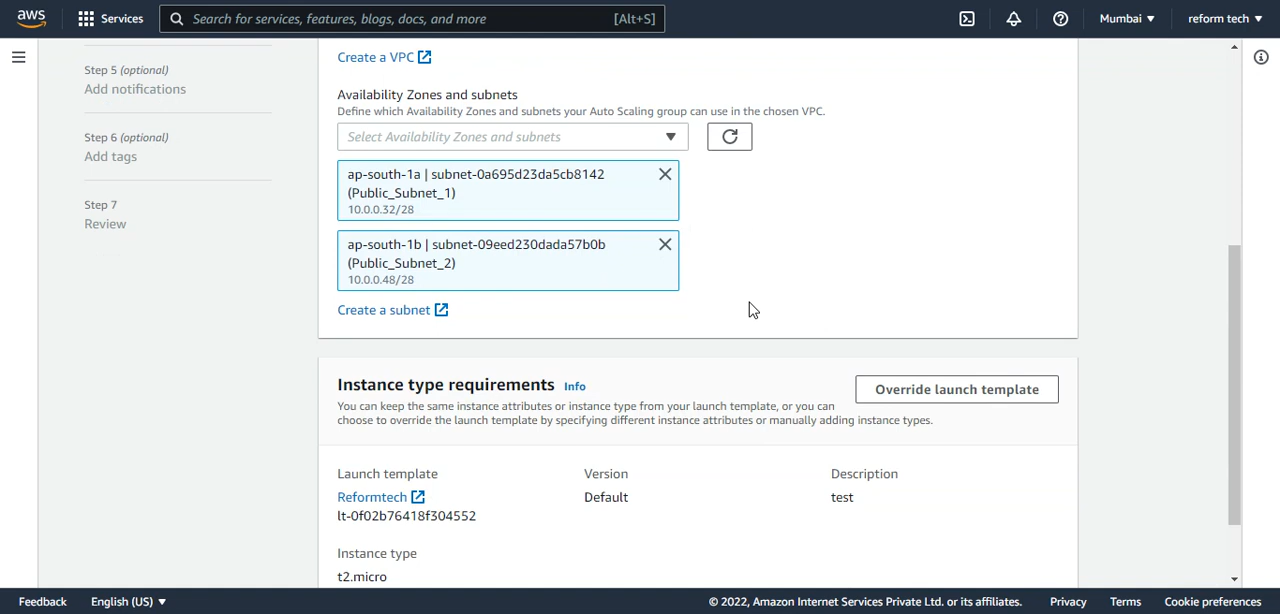 aws
Services
Search for services, features, blogs, docs, and more
[Alt+S]
Mumbai
reform tech
Step 5 (optional)
Add notifications
Step 6 (optional)
Add tags
Step 7
Review
Create a VPC
Availability Zones and subnets
Define which Availability Zones and subnets your Auto Scaling group can use in the chosen VPC.
Select Availability Zones and subnets
ap-south-1a | subnet-0a695d23da5cb8142
(Public_Subnet_1)
10.0.0.32/28
ap-south-1b | subnet-09eed230dada57b0b
(Public_Subnet_2)
10.0.0.48/28
Create a subnet
Instance type requirements Info
Override launch template
You can keep the same instance attributes or instance type from your launch template, or you can
choose to override the launch template by specifying different instance attributes or manually adding instance types.
Launch template
Reformtech
lt-0f02b76418f304552
Version
Default
Description
test
Instance type
t2.micro
Feedback
English (US)
© 2022, Amazon Internet Services Private Ltd. or its affiliates.
Privacy
Terms
Cookie preferences